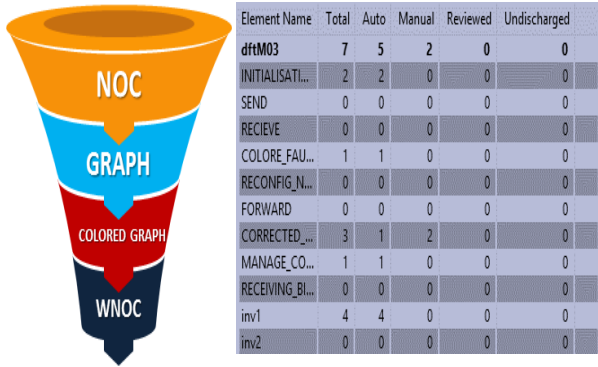 NOC
GRAPH
COLORED GRAPH
WNOC
Element Name Total Auto Manual Reviewed Undischarged
dftM03 7 5 2 0 0
INITIALISATI... 2 2 0 0 0
SEND 0 0 0 0 0
RECIEVE 0 0 0 0 0
COLORE_FAU... 1 1 0 0 0
RECONFIG_N... 0 0 0 0 0
FORWARD 0 0 0 0 0
CORRECTED_... 3 1 2 0 0
MANAGE_CO... 1 1 0 0 0
RECEIVING_BI... 0 0 0 0 0
inv1 4 4 0 0 0
inv2 0 0 0 0 0